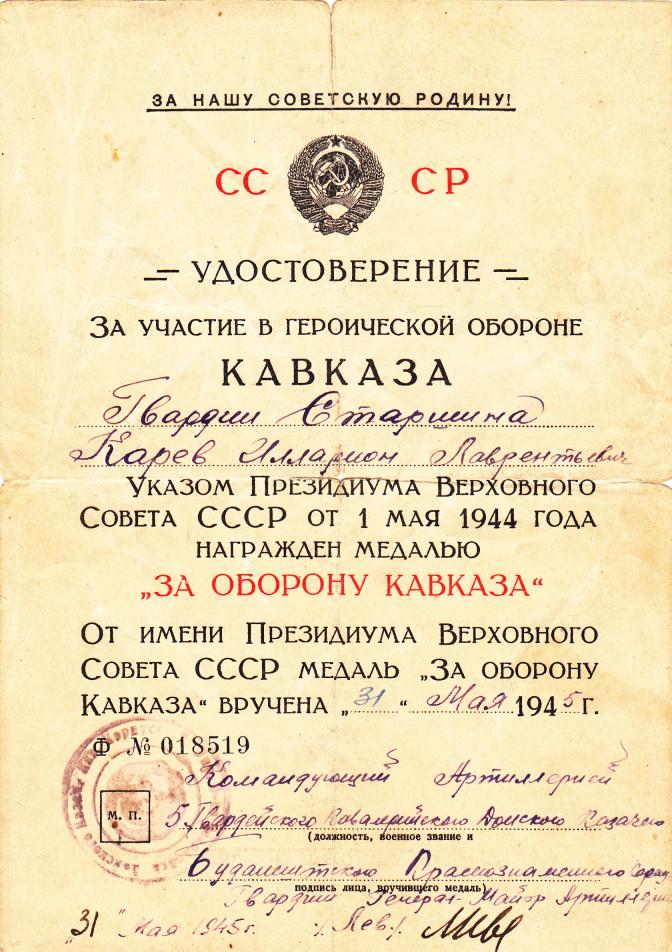 ЗА НАШУ СОВЕТСКУЮ РОДИНУ!
СС СР
УДОСТОВЕРЕНИЕ
ЗА УЧАСТИЕ В ГЕРОИЧЕСКОЙ ОБОРОНЕ
КАВКАЗА
Гвардии Старшина
Карев Илларион Лаврентьевич
УКАЗОМ ПРЕЗИДИУМА ВЕРХОВНОГО
СОВЕТА СССР ОТ 1 МАЯ 1944 ГОДА
НАГРАЖДЕН МЕДАЛЬЮ
„ЗА ОБОРОНУ КАВКАЗА“
ОТ ИМЕНИ ПРЕЗИДИУМА ВЕРХОВНОГО
СОВЕТА СССР МЕДАЛЬ „ЗА ОБОРОНУ
КАВКАЗА“ ВРУЧЕНА „31“ Мая 1945 г.
Ф № 018519
Командующий Артиллерией
М. П. 5 Гвардейского Кавалерийского Донского Казачьего
(должность, военное звание и
Будапештского Краснознаменного
подпись лица, вручившего медаль)
Гвардии Генерал-Майор Артиллерии
„31“ Мая 1945 г. /Лев/